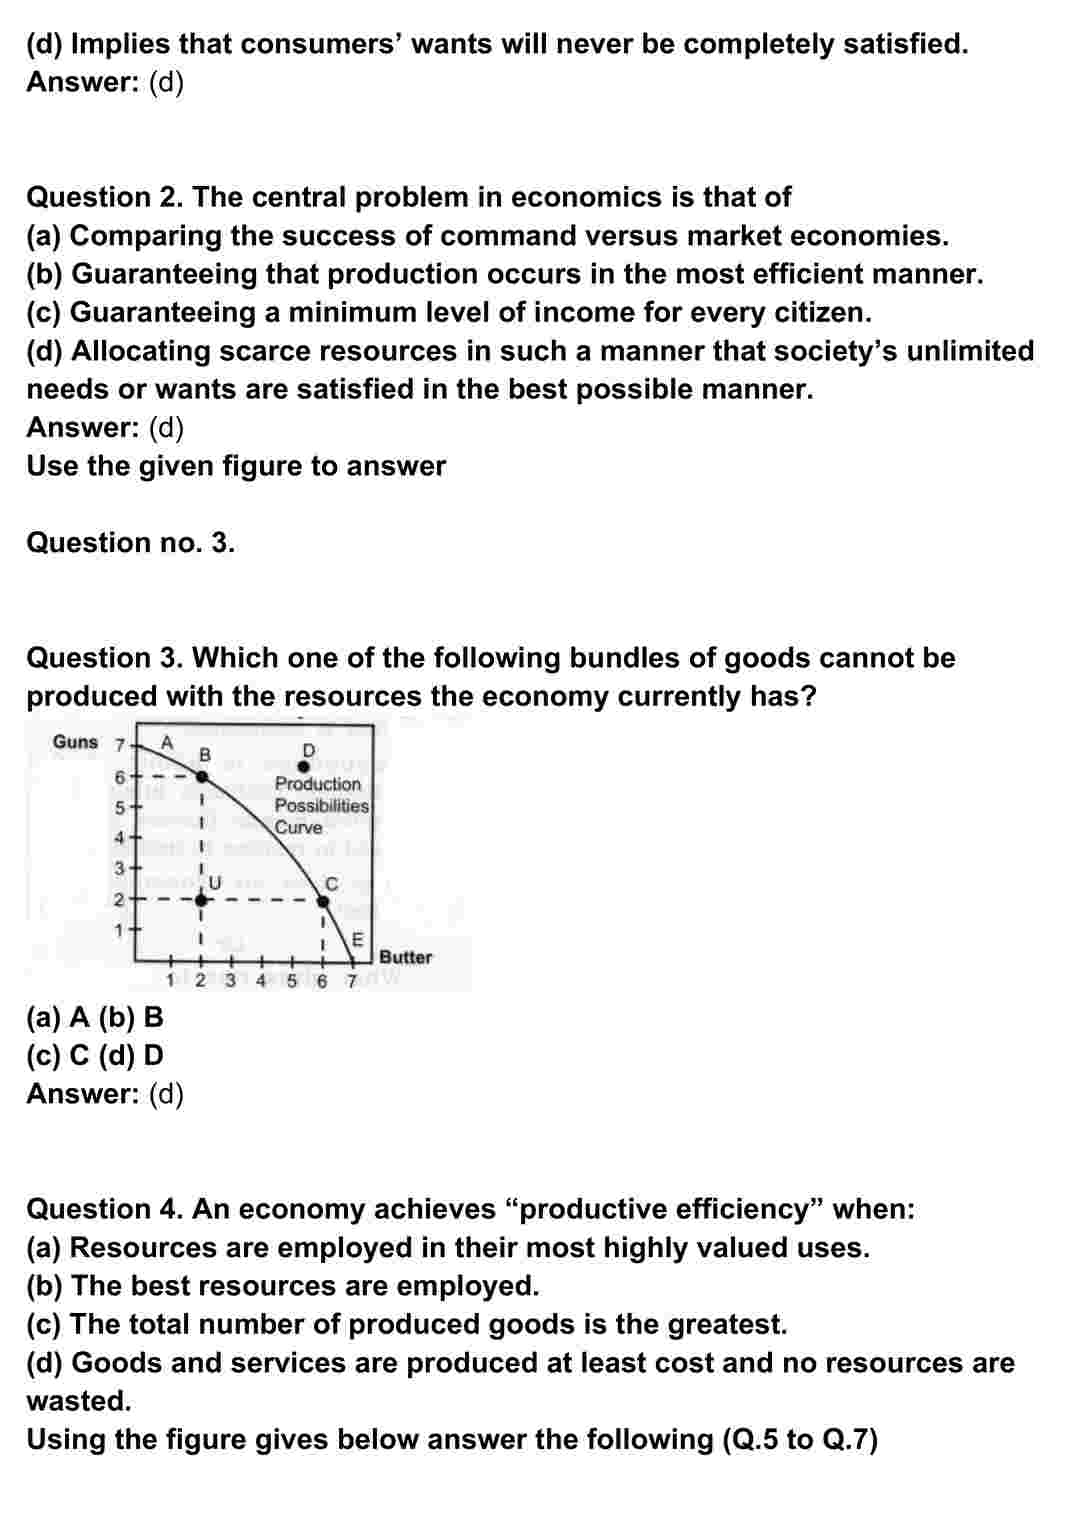 (d) Implies that consumers’ wants will never be completely satisfied.
Answer: (d)
Question 2. The central problem in economics is that of
(a) Comparing the success of command versus market economies.
(b) Guaranteeing that production occurs in the most efficient manner.
(c) Guaranteeing a minimum level of income for every citizen.
(d) Allocating scarce resources in such a manner that society’s unlimited
needs or wants are satisfied in the best possible manner.
Answer: (d)
Use the given figure to answer
Question no. 3.
Question 3. Which one of the following bundles of goods cannot be
produced with the resources the economy currently has?
Guns 7 A
B D
6
Production
5 Possibilities
Curve
4
3
U C
2
1 E
Butter
1 2 3 4 5 6 7
(a) A (b) B
(c) C (d) D
Answer: (d)
Question 4. An economy achieves “productive efficiency” when:
(a) Resources are employed in their most highly valued uses.
(b) The best resources are employed.
(c) The total number of produced goods is the greatest.
(d) Goods and services are produced at least cost and no resources are
wasted.
Using the figure gives below answer the following (Q.5 to Q.7)